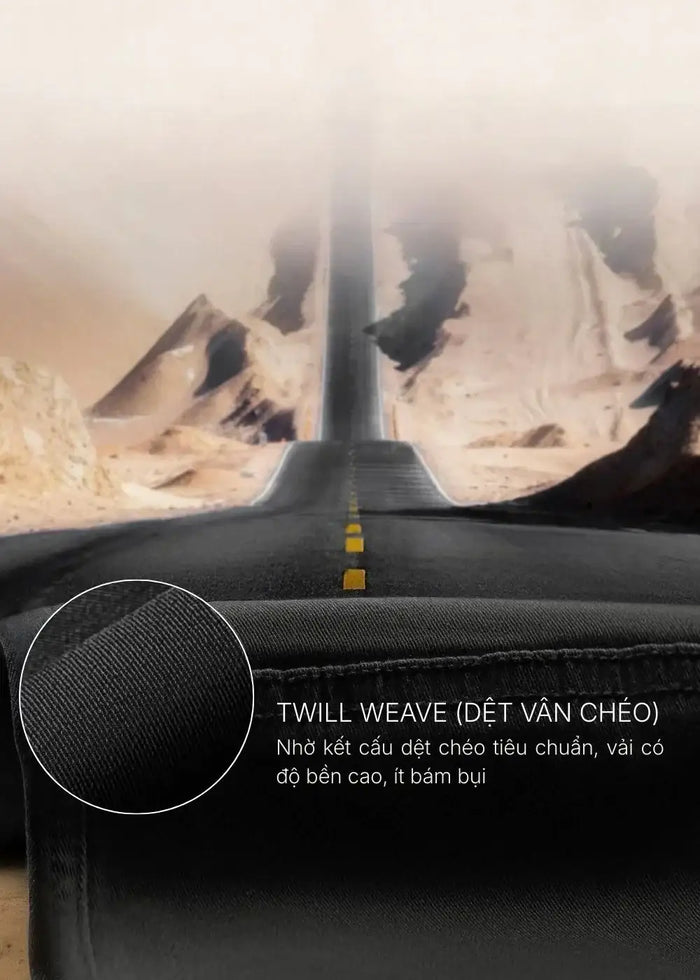 TWILL WEAVE (DỆT VÂN CHÉO)
Nhờ kết cấu dệt chéo tiêu chuẩn, vải có
độ bền cao, ít bám bụi